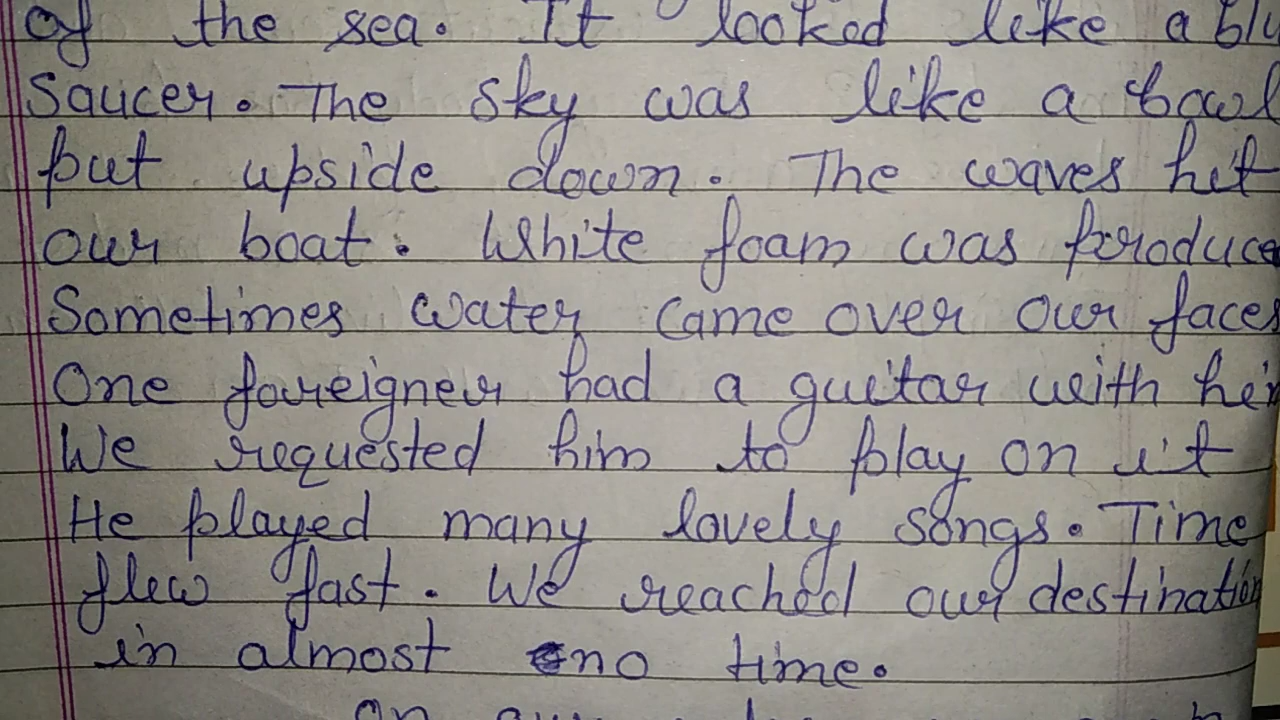 of the sea. It looked like a blu
Saucer. The sky was like a bowl
put upside down. The waves hit
our boat. White foam was produce
Sometimes water came over our faces
One foreigner had a guitar with hi
We requested him to play on it
He played many lovely songs. Time
flew fast. We reached our destination
in almost no time.